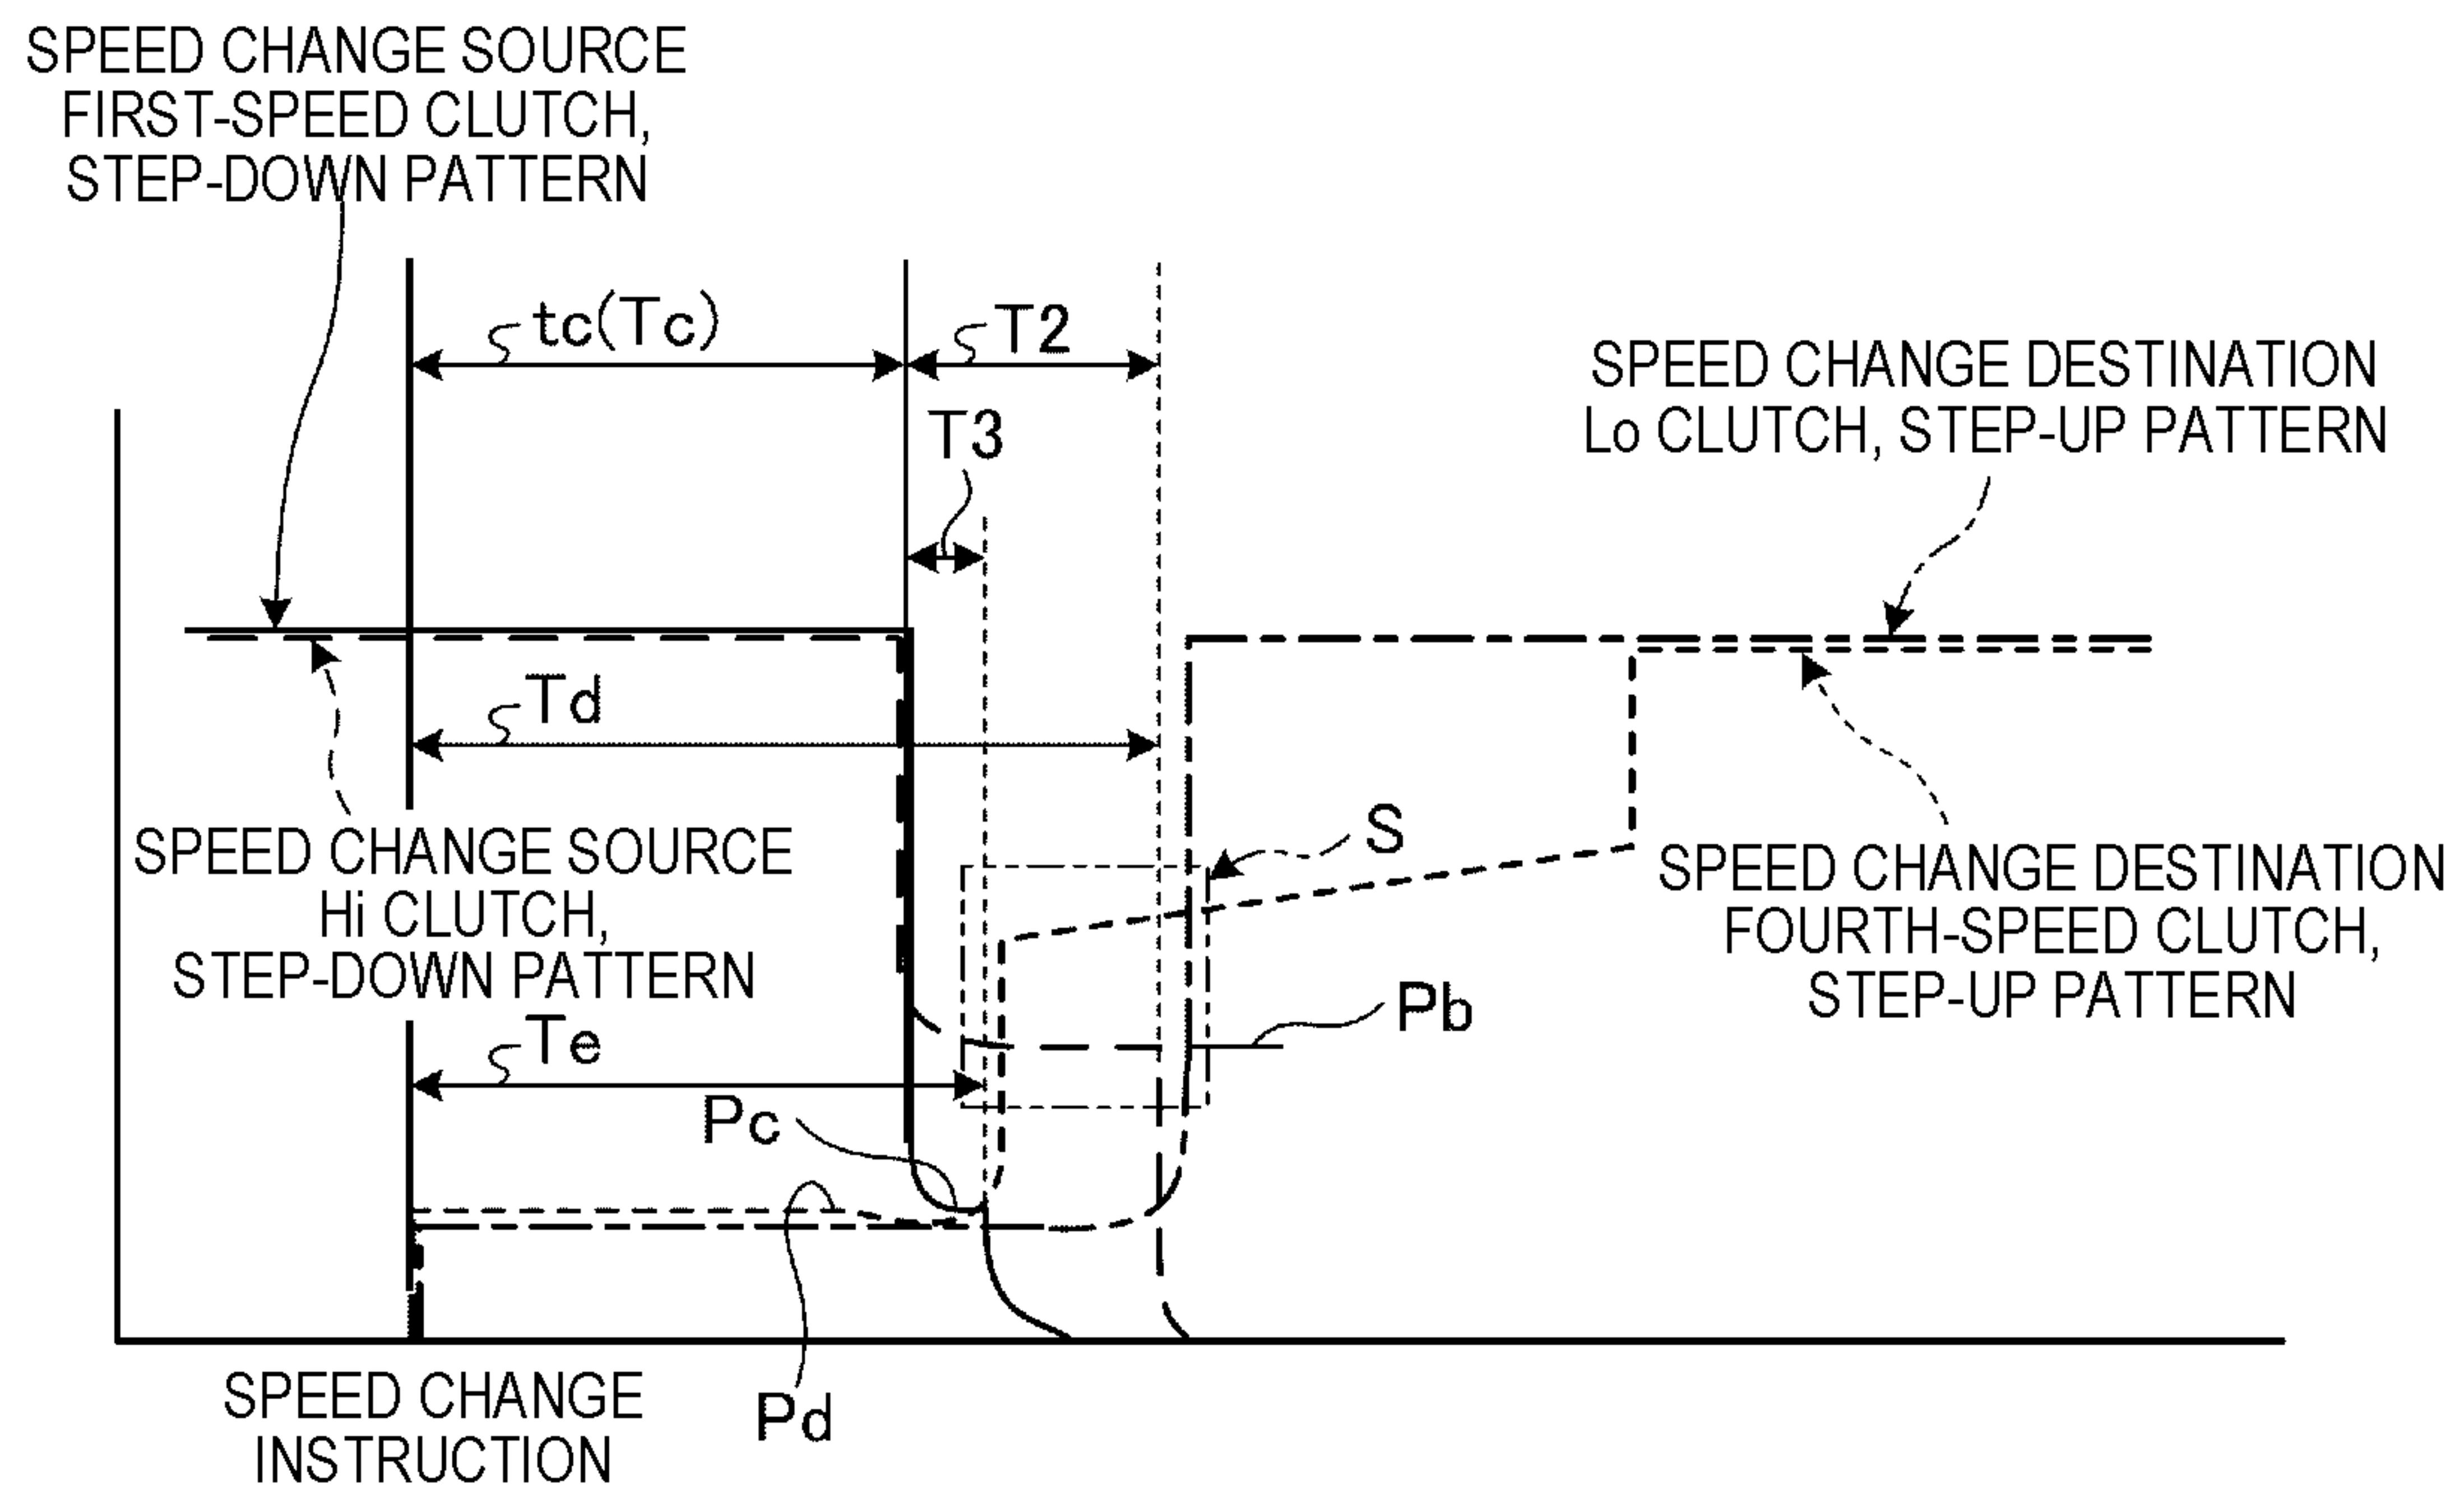 SPEED CHANGE SOURCE
FIRST-SPEED CLUTCH,
STEP-DOWN PATTERN
tc(Tc)
T2
T3
SPEED CHANGE DESTINATION
Lo CLUTCH, STEP-UP PATTERN
Td
S
SPEED CHANGE SOURCE
Hi CLUTCH,
STEP-DOWN PATTERN
SPEED CHANGE DESTINATION
FOURTH-SPEED CLUTCH,
STEP-UP PATTERN
Pb
Te
Pc
Pd
SPEED CHANGE
INSTRUCTION